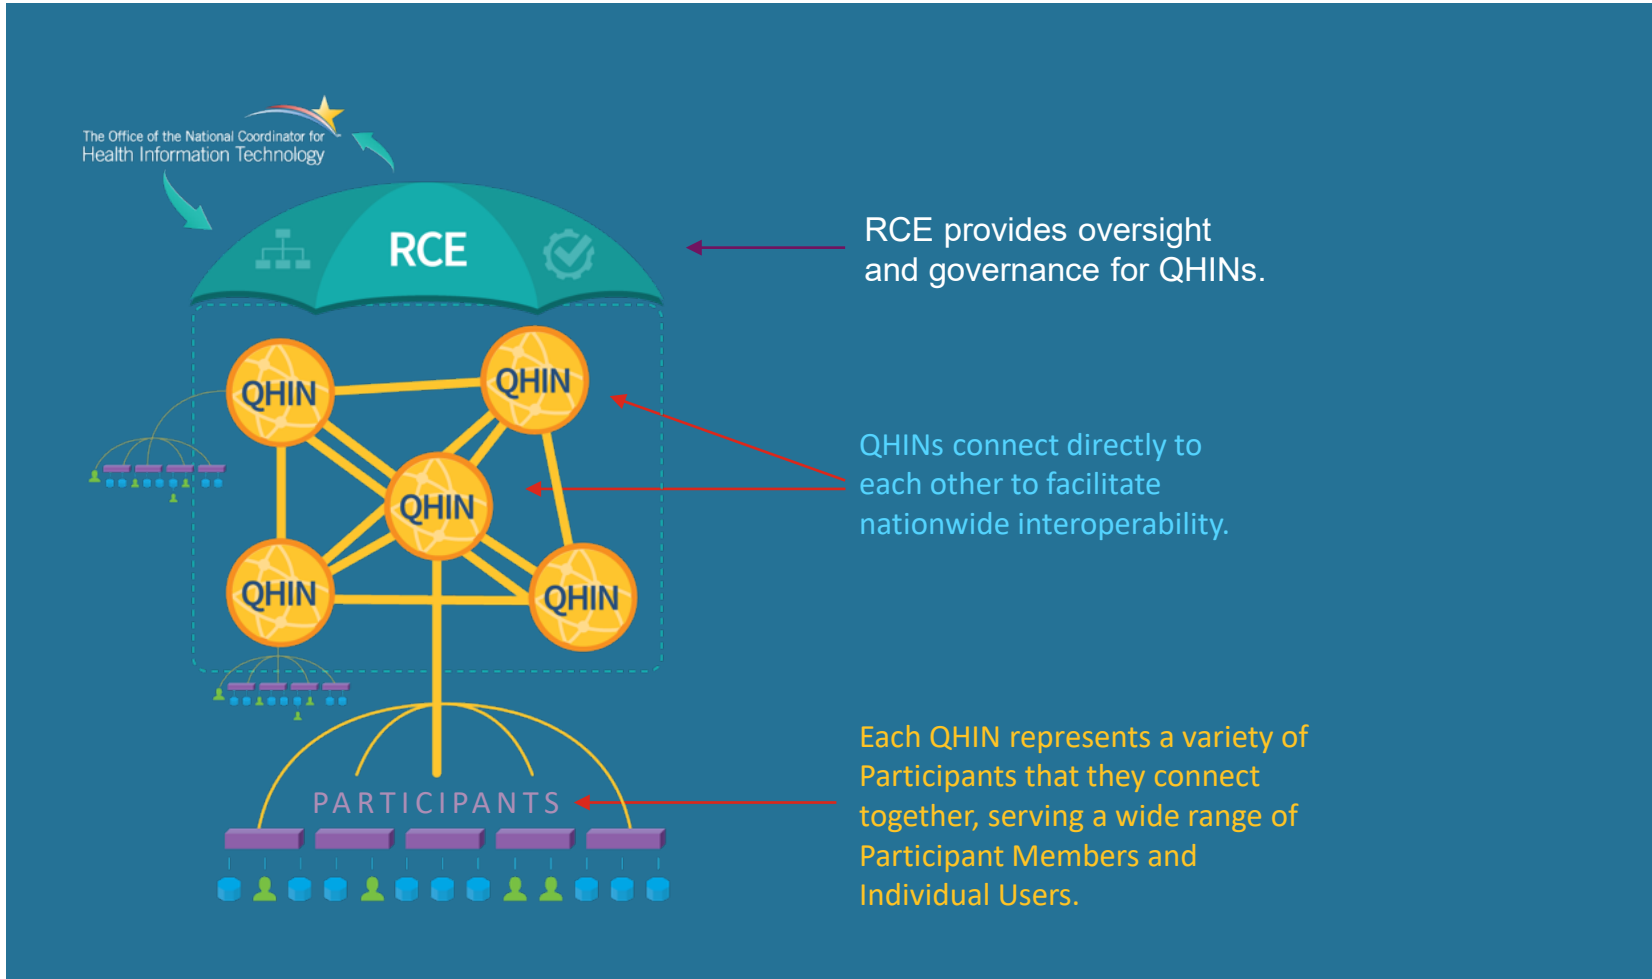 The Office of the National Coordinator for
Health Information Technology
RCE
RCE provides oversight
and governance for QHINs.
QHIN
QHIN
QHIN
QHIN
QHIN
QHINs connect directly to
each other to facilitate
nationwide interoperability.
PARTICIPANTS
Each QHIN represents a variety of
Participants that they connect
together, serving a wide range of
Participant Members and
Individual Users.